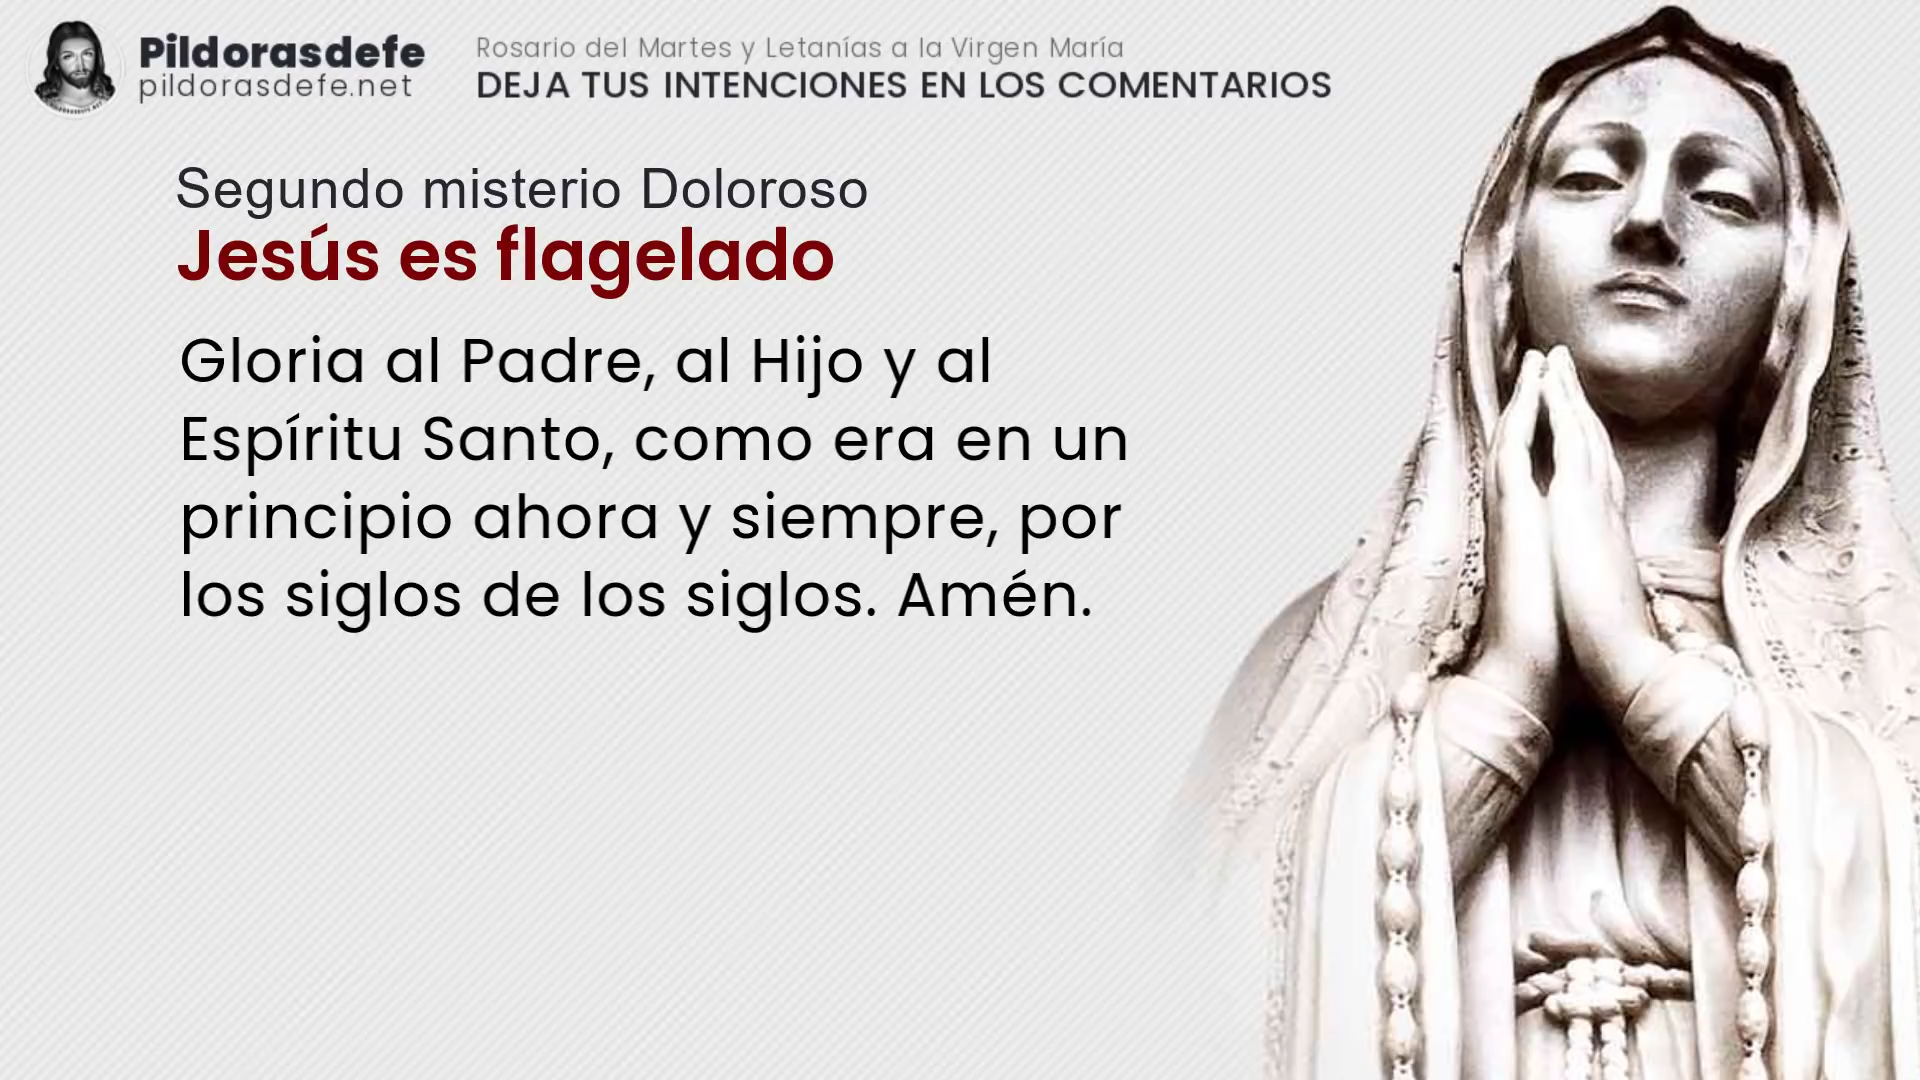 Pildorasdefe
pildorasdefe.net
Rosario del Martes y Letanías a la Virgen María
DEJA TUS INTENCIONES EN LOS COMENTARIOS
Segundo misterio Doloroso
Jesús es flagelado
Gloria al Padre, al Hijo y al
Espíritu Santo, como era en un
principio ahora y siempre, por
los siglos de los siglos. Amén.